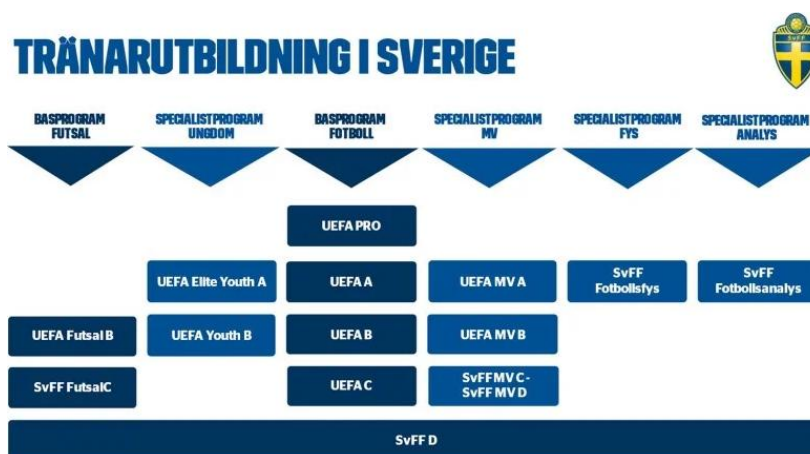 TRÄNARUTBILDNING I SVERIGE
SvFF
BASPROGRAM
FUTSAL
SPECIALISTPROGRAM
UNGDOM
BASPROGRAM
FOTBOLL
SPECIALISTPROGRAM
MV
SPECIALISTPROGRAM
FYS
SPECIALISTPROGRAM
ANALYS
UEFA PRO
UEFA Elite Youth A
UEFA A
UEFA MV A
SvFF
Fotbollsfys
SvFF
Fotbollsanalys
UEFA Futsal B
UEFA Youth B
UEFA B
UEFA MV B
SvFF FutsalC
UEFA C
SvFF MV C -
SvFF MV D
SvFF D